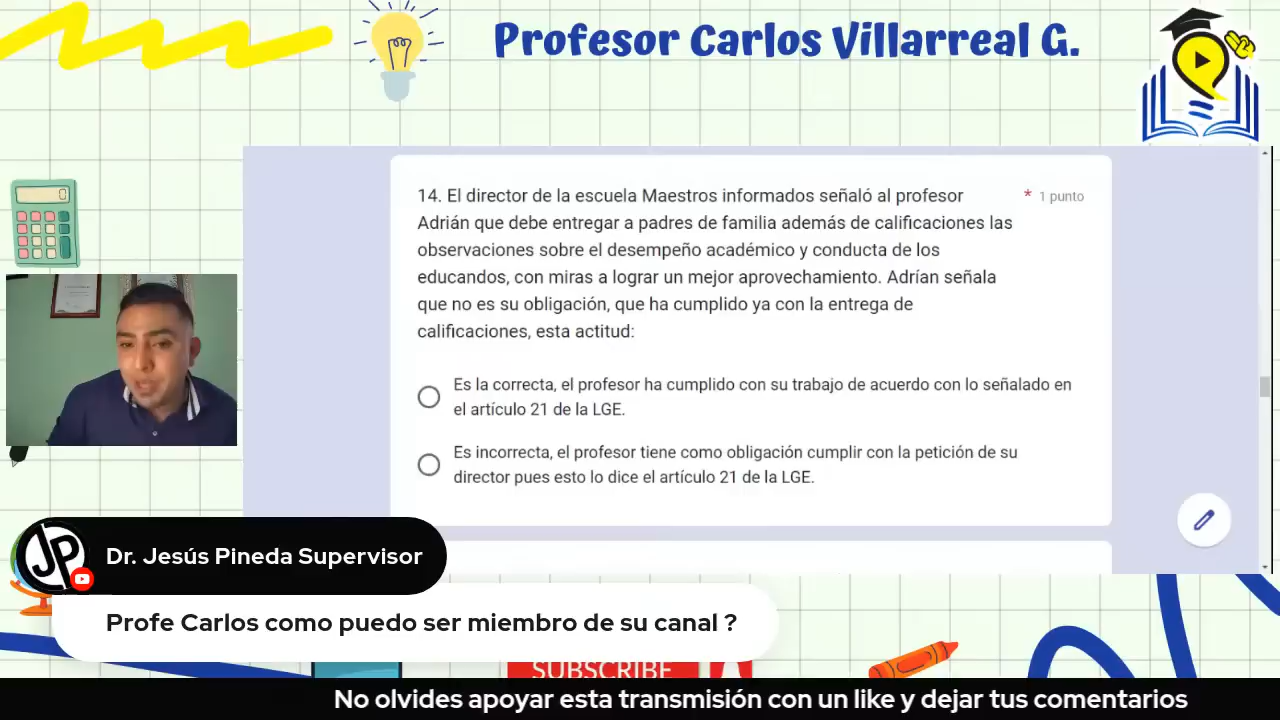 Profesor Carlos Villarreal G.
14. El director de la escuela Maestros informados señaló al profesor
* 1 punto
Adrián que debe entregar a padres de familia además de calificaciones las
observaciones sobre el desempeño académico y conducta de los
educandos, con miras a lograr un mejor aprovechamiento. Adrían señala
que no es su obligación, que ha cumplido ya con la entrega de
calificaciones, esta actitud:
Es la correcta, el profesor ha cumplido con su trabajo de acuerdo con lo señalado en
el artículo 21 de la LGE.
Es incorrecta, el profesor tiene como obligación cumplir con la petición de su
director pues esto lo dice el artículo 21 de la LGE.
JP
Dr. Jesús Pineda Supervisor
Profe Carlos como puedo ser miembro de su canal ?
SUBSCRIBE
No olvides apoyar esta transmisión con un like y dejar tus comentarios